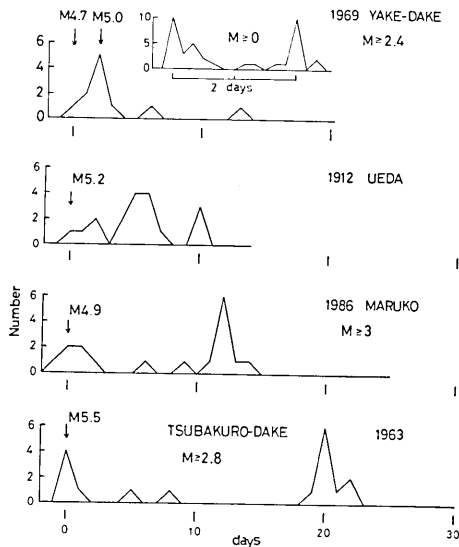 M4.7 M5.0 1969 YAKE-DAKE
M≥0 M≥2.4
10
5
0
2 days
6
4
2
0
M5.2 1912 UEDA
6
4
2
0
M4.9 1986 MARUKO
M≥3
Number
6
4
2
0
M5.5 TSUBAKURO-DAKE 1963
M≥2.8
6
4
2
0
0 10 20 30
days